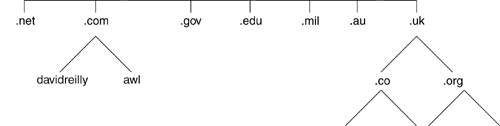 .net .com .gov .edu .mil .au .uk
davidreilly awl .co .org